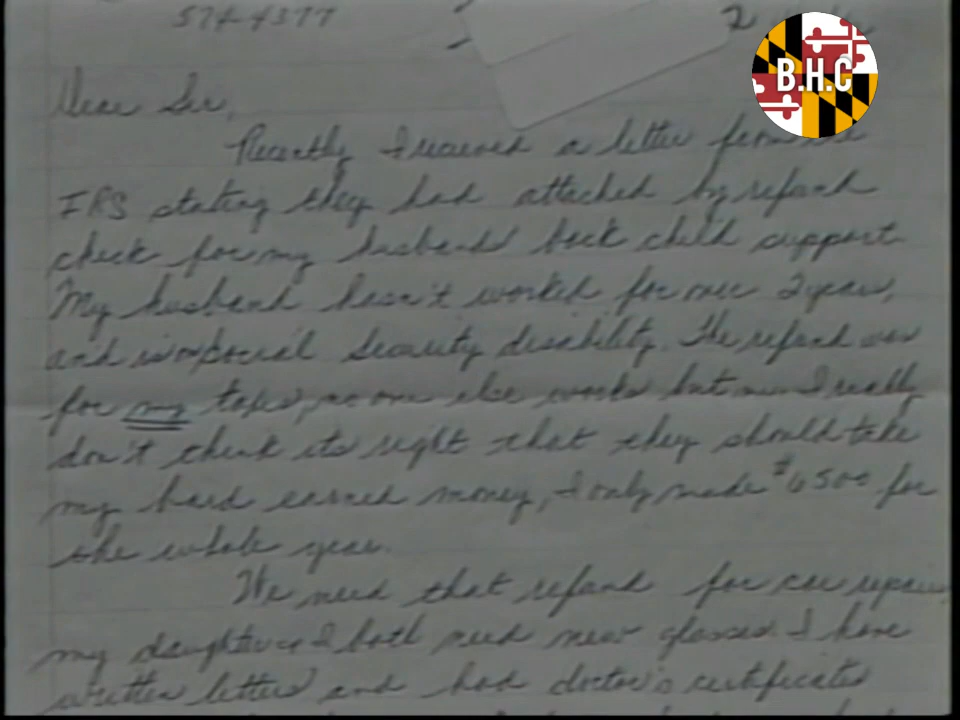 574-4377 2
B.H.C
Dear Sir,
Recently I received a letter from the
IRS stating they had attached my refund
check for my husbands back child support.
My husband hasn't worked for over 2 years,
and is on social security disability. The refund was
for my taxes, no one else works but me. I really
don't think its right that they should take
my hard earned money, I only made $6500 for
the whole year.
We need that refund for car repairs
my daughter & I both need new glasses. I have
written letters and had doctor's certificates